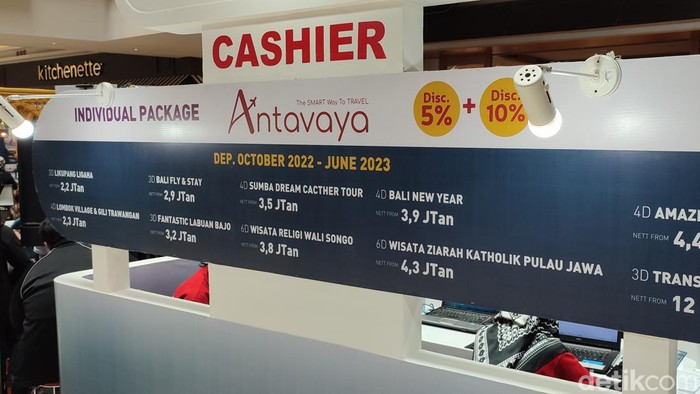 CASHIER
kitchenette
INDIVIDUAL PACKAGE
The SMART Way To TRAVEL
Antavaya
Disc.
5%
+
Disc.
10%
DEP. OCTOBER 2022 - JUNE 2023
3D LIKUPANG
NETT FROM 2,2 JTan
4D LOMBOK VILLAGE & GILI TRAWANGAN
NETT FROM 2,3 JTan
3D BALI FLY & STAY
NETT FROM 2,9 JTan
3D FANTASTIC LABUAN BAJO
NETT FROM 3,2 JTan
4D SUMBA DREAM CACTHER TOUR
NETT FROM 3,5 JTan
6D WISATA RELIGI WALI SONGO
NETT FROM 3,8 JTan
4D BALI NEW YEAR
NETT FROM 3,9 JTan
6D WISATA ZIARAH KATHOLIK PULAU JAWA
NETT FROM 4,3 JTan
4D
NETT FROM
3D
NETT FROM 12
detikcom